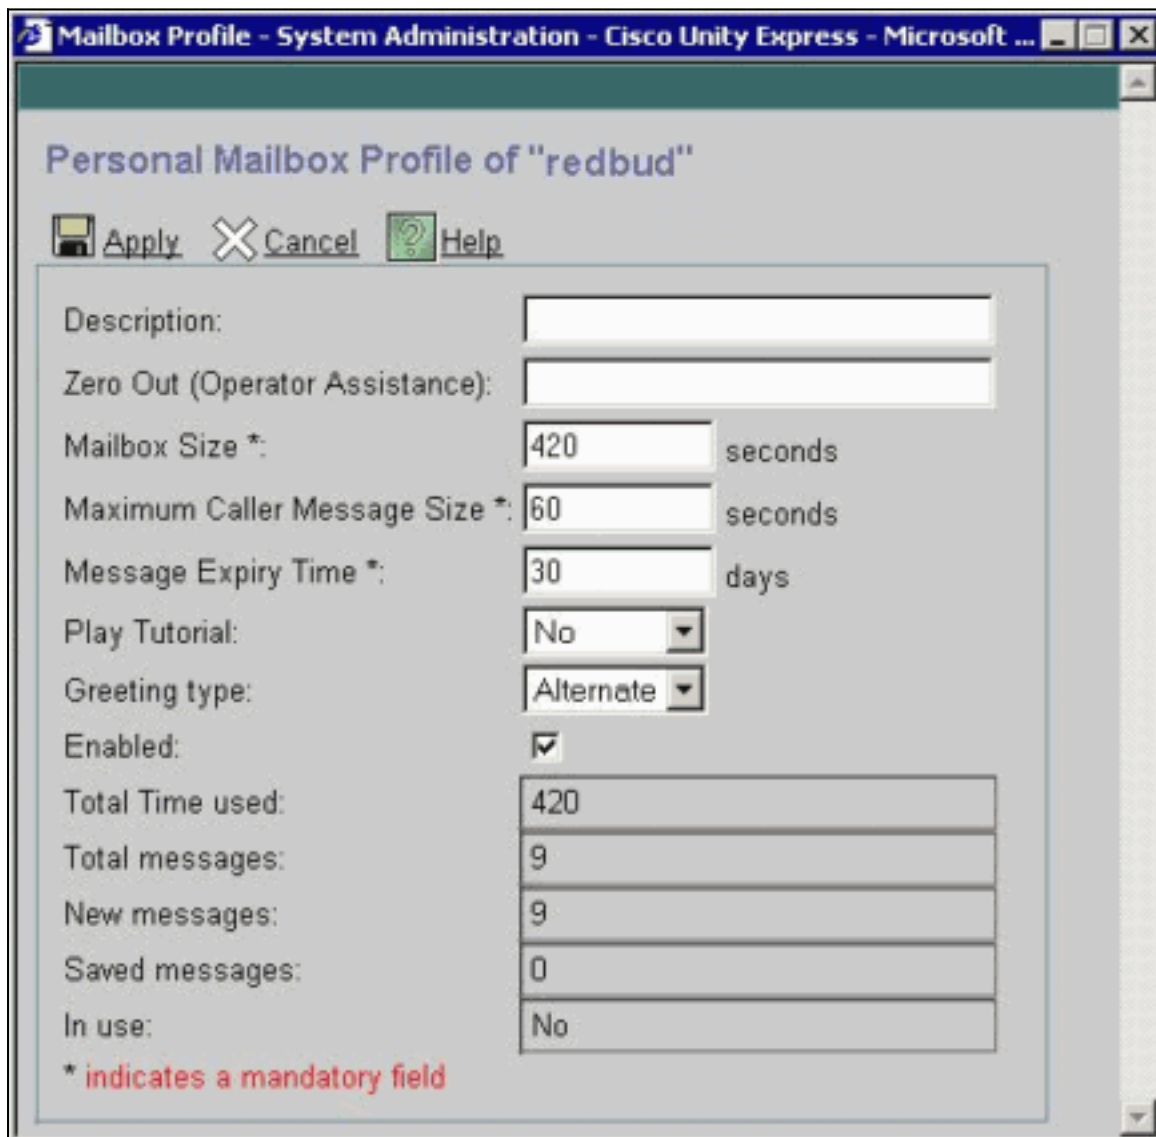 Mailbox Profile - System Administration - Cisco Unity Express - Microsoft ...
Personal Mailbox Profile of "redbud"
Apply Cancel Help
Description:
Zero Out (Operator Assistance):
Mailbox Size *: 420 seconds
Maximum Caller Message Size *: 60 seconds
Message Expiry Time *: 30 days
Play Tutorial: No
Greeting type: Alternate
Enabled:
Total Time used: 420
Total messages: 9
New messages: 9
Saved messages: 0
In use: No
* indicates a mandatory field